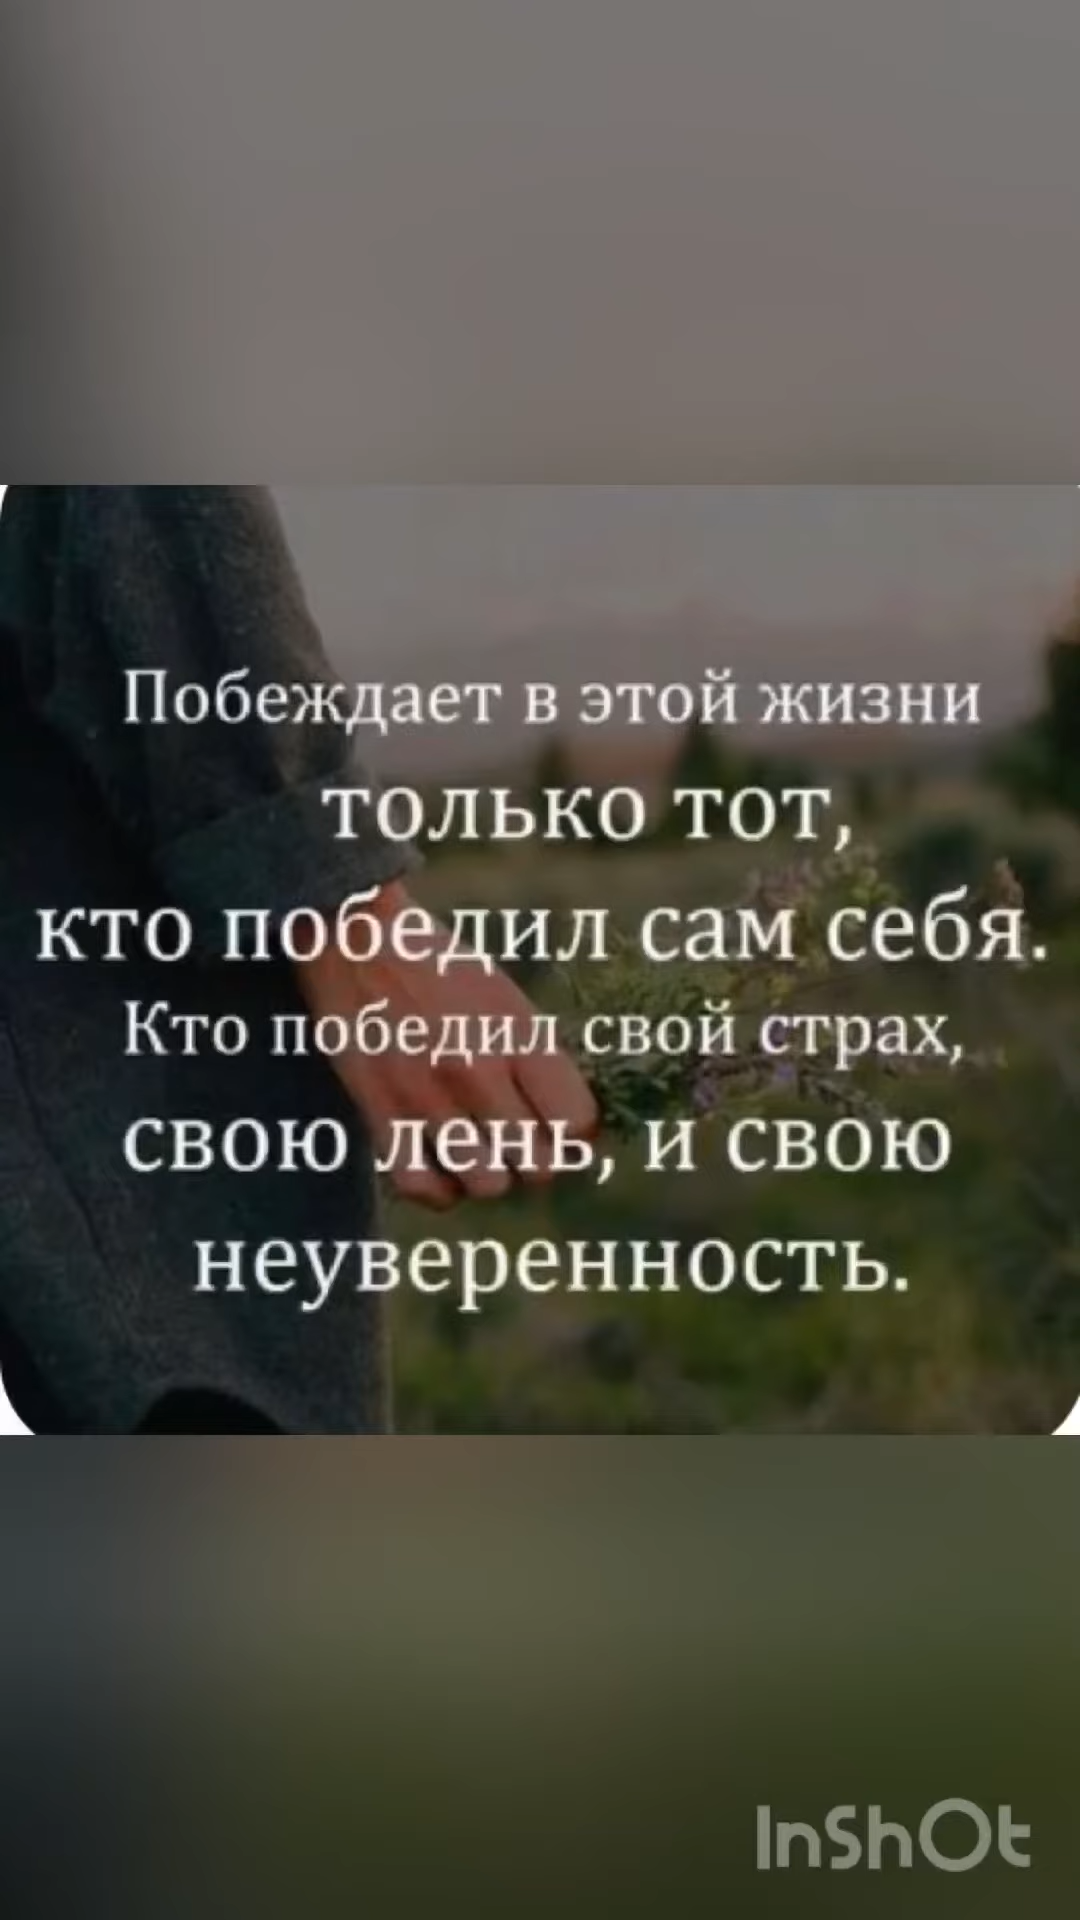 Побеждает в этой жизни
только тот,
кто победил сам себя.
Кто победил свой страх,
свою лень, и свою
неуверенность.
InShOt